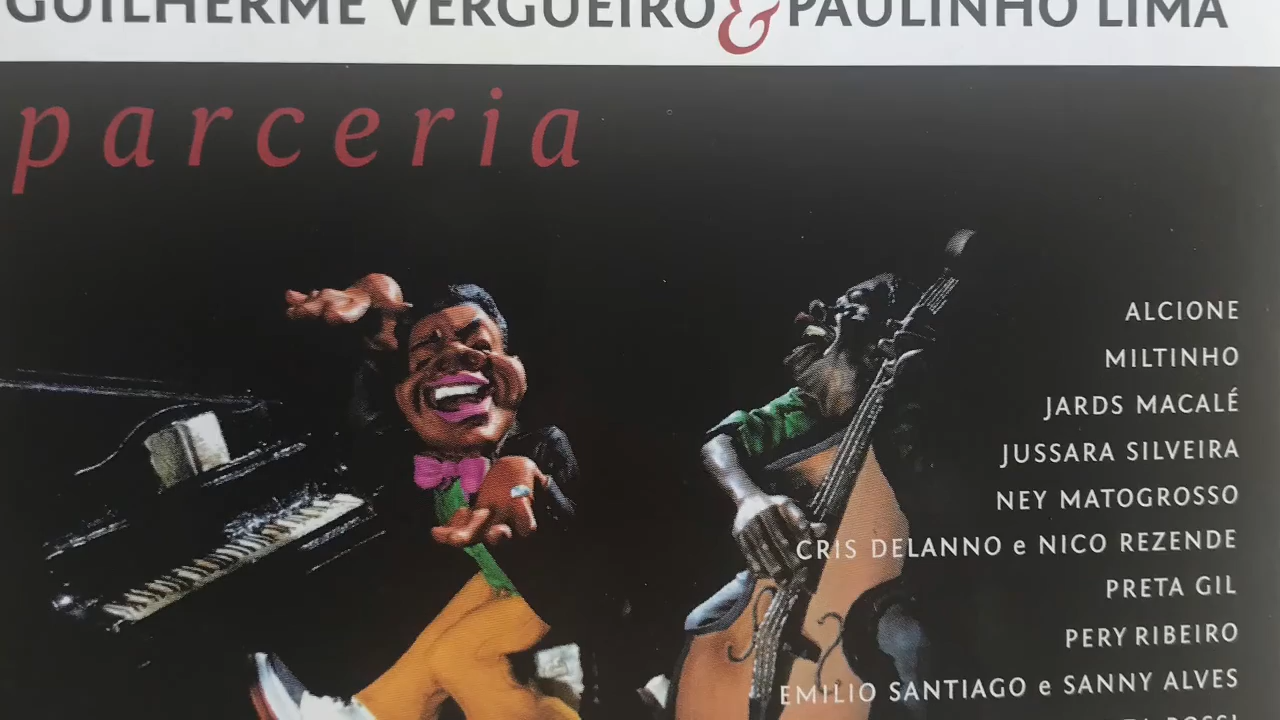 GUILHERME VERGUEIRO & PAULINHO LIMA
parceria
ALCIONE
MILTINHO
JARDS MACALÉ
JUSSARA SILVEIRA
NEY MATOGROSSO
CRIS DELANNO e NICO REZENDE
PRETA GIL
PERY RIBEIRO
EMILIO SANTIAGO e SANNY ALVES